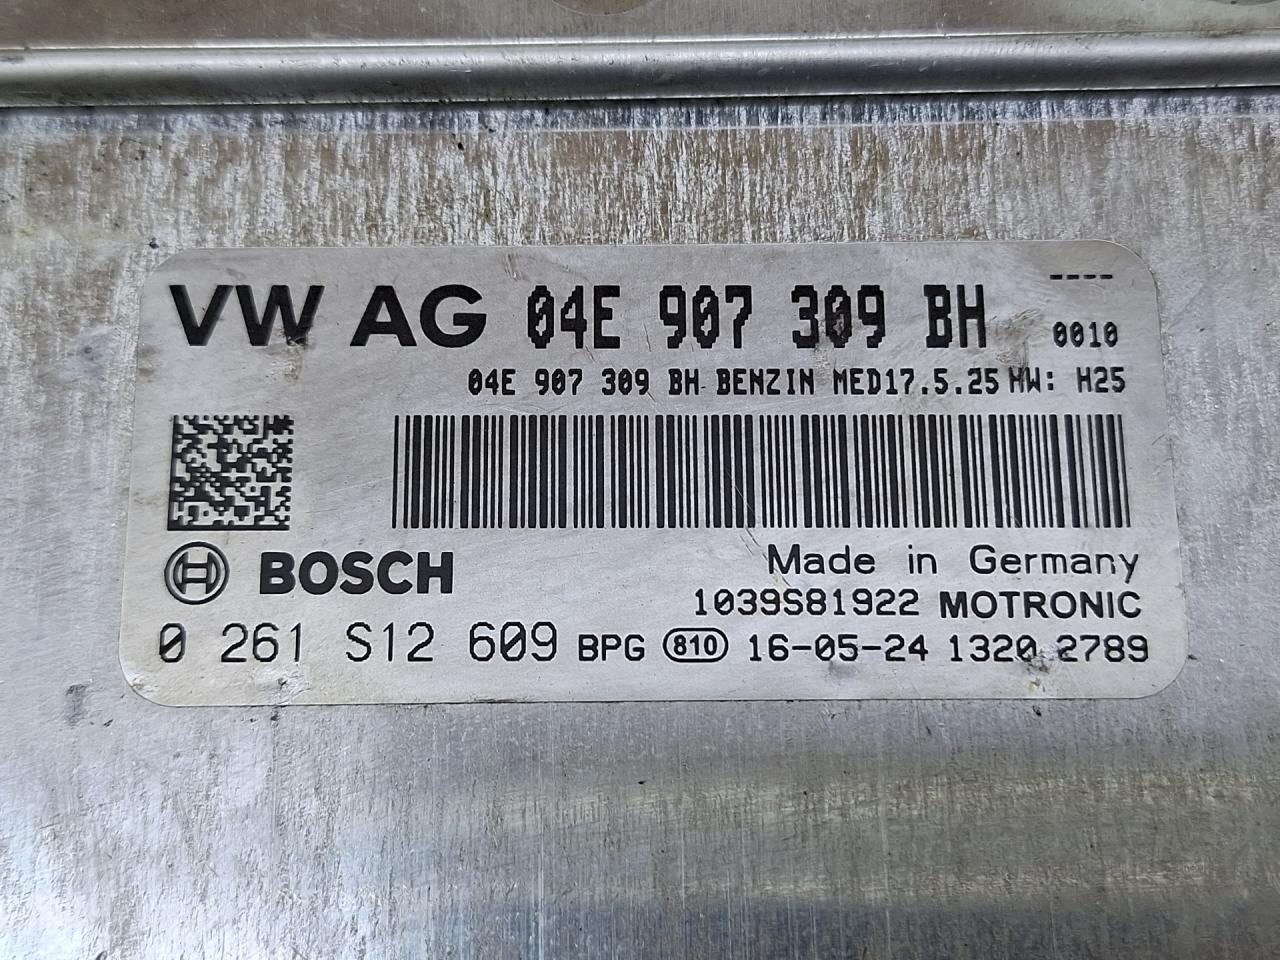 VW AG 04E 907 309 BH ----
0010
04E 907 309 BH BENZIN MED17.5.25 HW: H25
BOSCH
Made in Germany
1039S81922 MOTRONIC
0 261 S12 609 BPG 810 16-05-24 1320 2789